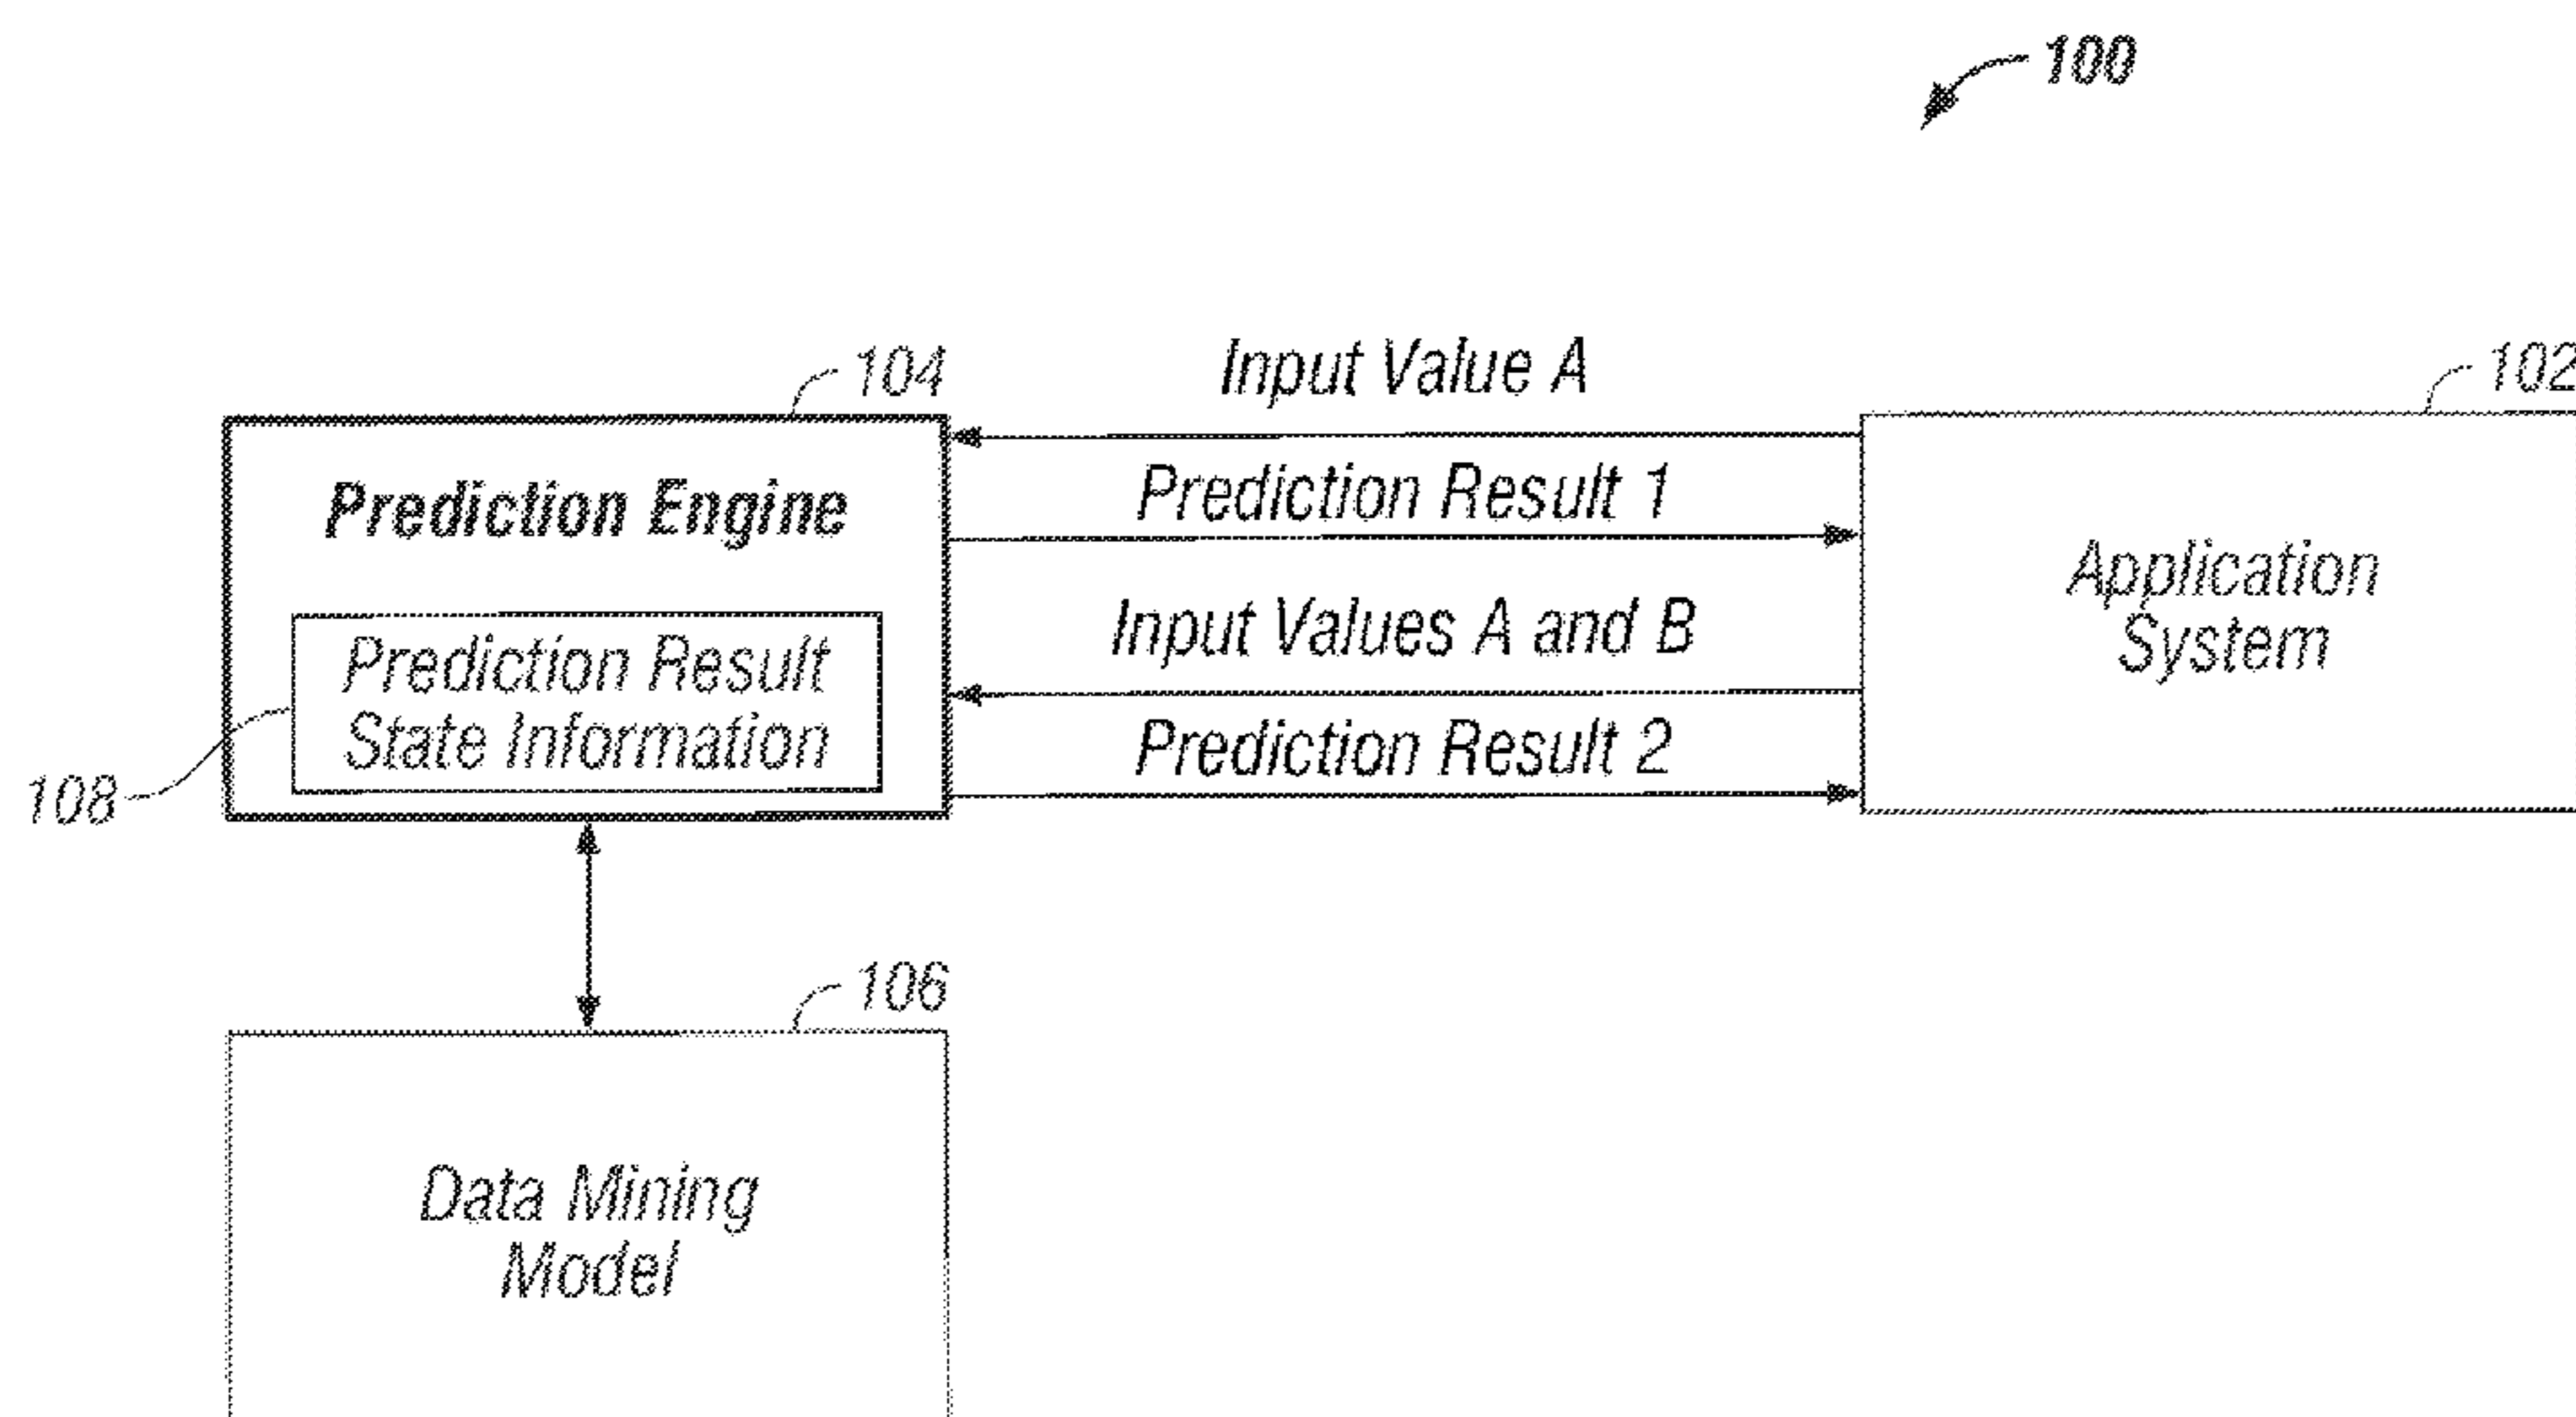 100
104
Input Value A
102
Prediction Engine
Prediction Result 1
Application
System
Input Values A and B
Prediction Result
State Information
Prediction Result 2
108
106
Data Mining
Model